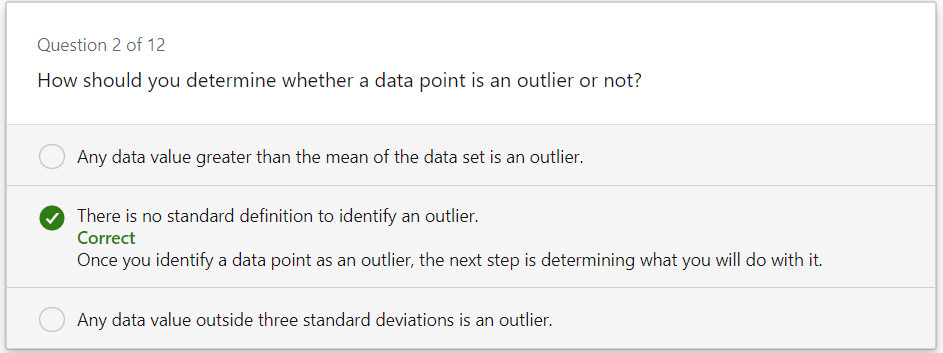 Question 2 of 12
How should you determine whether a data point is an outlier or not?
Any data value greater than the mean of the data set is an outlier.
There is no standard definition to identify an outlier.
Correct
Once you identify a data point as an outlier, the next step is determining what you will do with it.
Any data value outside three standard deviations is an outlier.